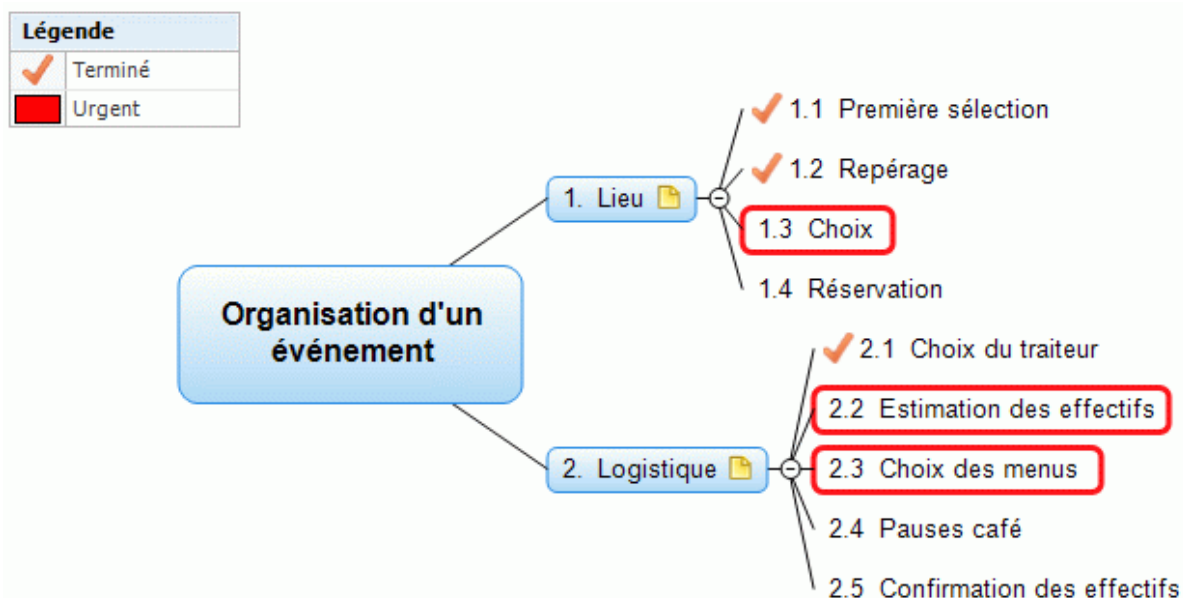 Légende
Terminé
Urgent
1.1 Première sélection
1.2 Repérage
1. Lieu
1.3 Choix
1.4 Réservation
Organisation d'un
événement
2.1 Choix du traiteur
2.2 Estimation des effectifs
2. Logistique
2.3 Choix des menus
2.4 Pauses café
2.5 Confirmation des effectifs